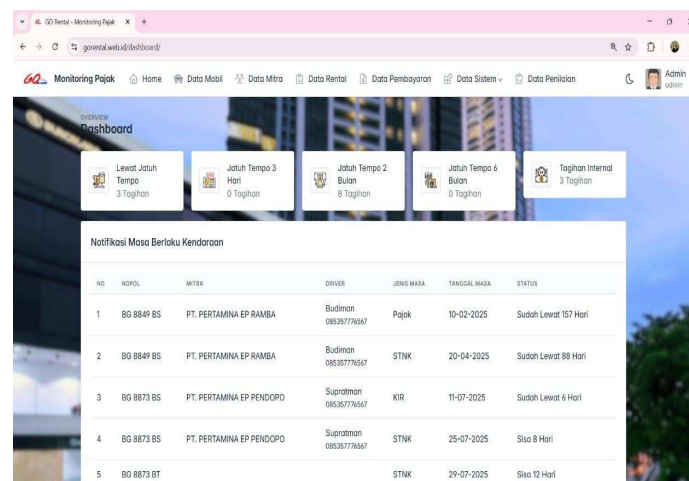 GO Rental - Monitoring Pajak
gorental.web.id/dashboard/
GO Monitoring Pajak Home Data Mobil Data Mitra Data Rental Data Pembayaran Data Sistem Data Penilaian Admin
admin
OVERVIEW
Dashboard
Lewat Jatuh
Tempo
3 Tagihan
Jatuh Tempo 3
Hari
0 Tagihan
Jatuh Tempo 2
Bulan
8 Tagihan
Jatuh Tempo 6
Bulan
0 Tagihan
Tagihan Internal
3 Tagihan
Notifikasi Masa Berlaku Kendaraan
NO NOPOL MITRA DRIVER JENIS MASA TANGGAL MASA STATUS
1 BG 8849 BS PT. PERTAMINA EP RAMBA Budiman 085357776567 Pajak 10-02-2025 Sudah Lewat 157 Hari
2 BG 8849 BS PT. PERTAMINA EP RAMBA Budiman 085357776567 STNK 20-04-2025 Sudah Lewat 88 Hari
3 BG 8873 BS PT. PERTAMINA EP PENDOPO Supratman 085357776567 KIR 11-07-2025 Sudah Lewat 6 Hari
4 BG 8873 BS PT. PERTAMINA EP PENDOPO Supratman 085357776567 STNK 25-07-2025 Sisa 8 Hari
5 BG 8873 BT STNK 29-07-2025 Sisa 12 Hari